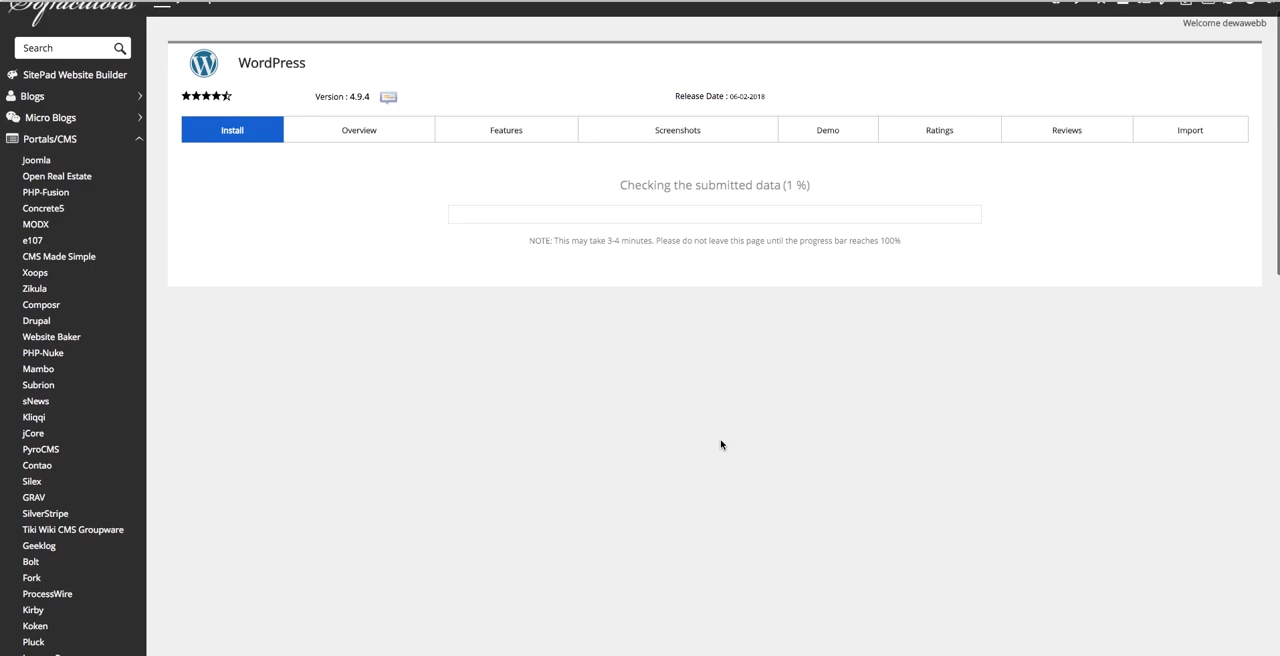 Softaculous
Welcome dewawebb
Search
SitePad Website Builder
Blogs
Micro Blogs
Portals/CMS
Joomla
Open Real Estate
PHP-Fusion
Concrete5
MODX
e107
CMS Made Simple
Xoops
Zikula
Composr
Drupal
Website Baker
PHP-Nuke
Mambo
Subrion
sNews
Kliqqi
jCore
PyroCMS
Contao
Silex
GRAV
SilverStripe
Tiki Wiki CMS Groupware
Geeklog
Bolt
Fork
ProcessWire
Kirby
Koken
Pluck
WordPress
Version : 4.9.4
Release Date : 06-02-2018
Install Overview Features Screenshots Demo Ratings Reviews Import
Checking the submitted data (1 %)
NOTE: This may take 3-4 minutes. Please do not leave this page until the progress bar reaches 100%